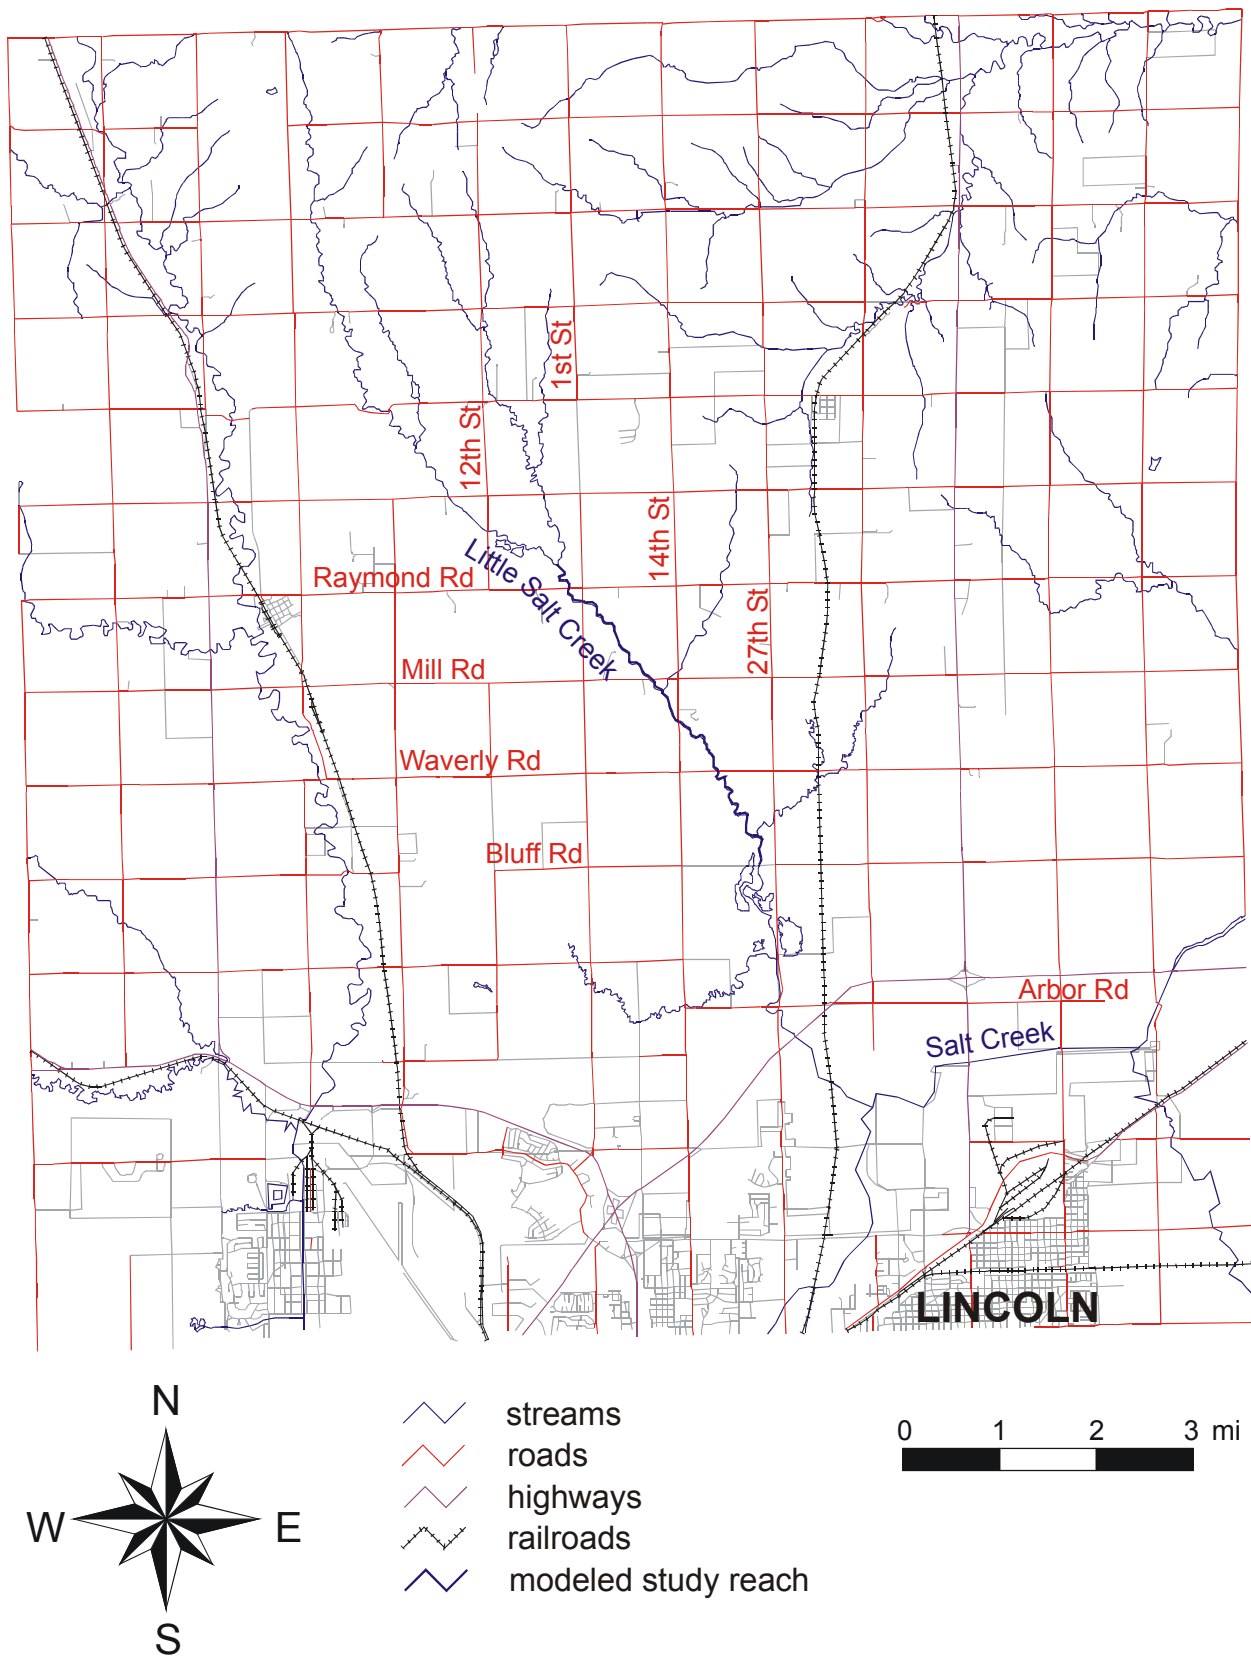 1st St
12th St
14th St
Little Salt Creek
Raymond Rd
27th St
Mill Rd
Waverly Rd
Bluff Rd
Arbor Rd
Salt Creek
LINCOLN
N
W
E
S
streams
roads
highways
railroads
modeled study reach
0 1 2 3 mi